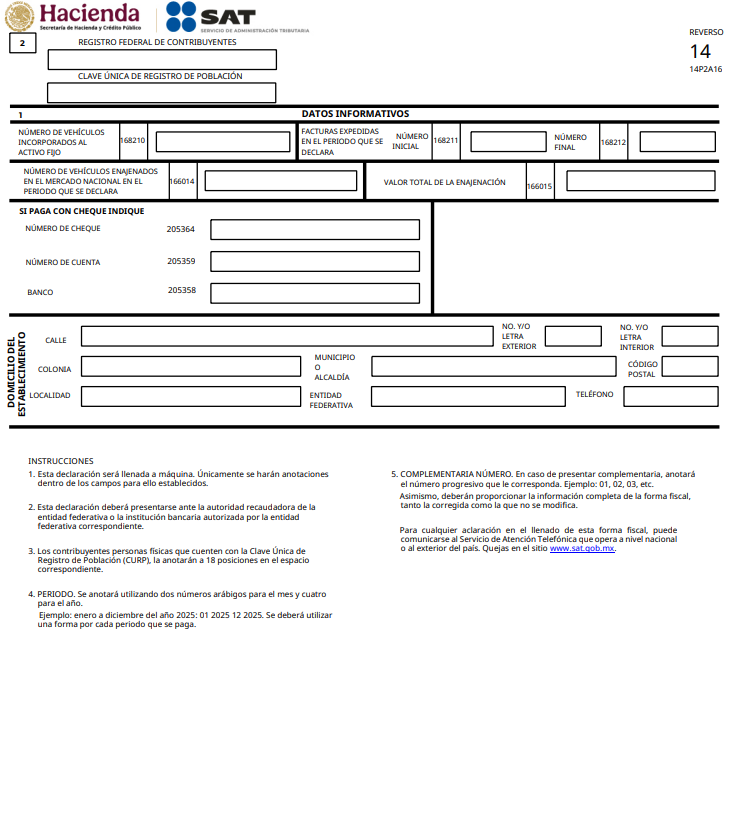 Hacienda
Secretaría de Hacienda y Crédito Público
SAT
SERVICIO DE ADMINISTRACIÓN TRIBUTARIA
REVERSO
14
14P2A16
2
REGISTRO FEDERAL DE CONTRIBUYENTES
CLAVE ÚNICA DE REGISTRO DE POBLACIÓN
1
DATOS INFORMATIVOS
NÚMERO DE VEHÍCULOS
INCORPORADOS AL
ACTIVO FIJO
168210
FACTURAS EXPEDIDAS
EN EL PERIODO QUE SE
DECLARA
NÚMERO
INICIAL
168211
NÚMERO
FINAL
168212
NÚMERO DE VEHÍCULOS ENAJENADOS
EN EL MERCADO NACIONAL EN EL
PERIODO QUE SE DECLARA
166014
VALOR TOTAL DE LA ENAJENACIÓN
166015
SI PAGA CON CHEQUE INDIQUE
NÚMERO DE CHEQUE 205364
NÚMERO DE CUENTA 205359
BANCO 205358
DOMICILIO DEL
ESTABLECIMIENTO
CALLE
NO. Y/O
LETRA
EXTERIOR
NO. Y/O
LETRA
INTERIOR
COLONIA
MUNICIPIO
O
ALCALDÍA
CÓDIGO
POSTAL
LOCALIDAD
ENTIDAD
FEDERATIVA
TELÉFONO
INSTRUCCIONES
1. Esta declaración será llenada a máquina. Únicamente se harán anotaciones
dentro de los campos para ello establecidos.
2. Esta declaración deberá presentarse ante la autoridad recaudadora de la
entidad federativa o la institución bancaria autorizada por la entidad
federativa correspondiente.
3. Los contribuyentes personas físicas que cuenten con la Clave Única de
Registro de Población (CURP), la anotarán a 18 posiciones en el espacio
correspondiente.
4. PERIODO. Se anotará utilizando dos números arábigos para el mes y cuatro
para el año.
Ejemplo: enero a diciembre del año 2025: 01 2025 12 2025. Se deberá utilizar
una forma por cada periodo que se paga.
5. COMPLEMENTARIA NÚMERO. En caso de presentar complementaria, anotará
el número progresivo que le corresponda. Ejemplo: 01, 02, 03, etc.
Asimismo, deberán proporcionar la información completa de la forma fiscal,
tanto la corregida como la que no se modifica.
Para cualquier aclaración en el llenado de esta forma fiscal, puede
comunicarse al Servicio de Atención Telefónica que opera a nivel nacional
o al exterior del país. Quejas en el sitio www.sat.gob.mx.